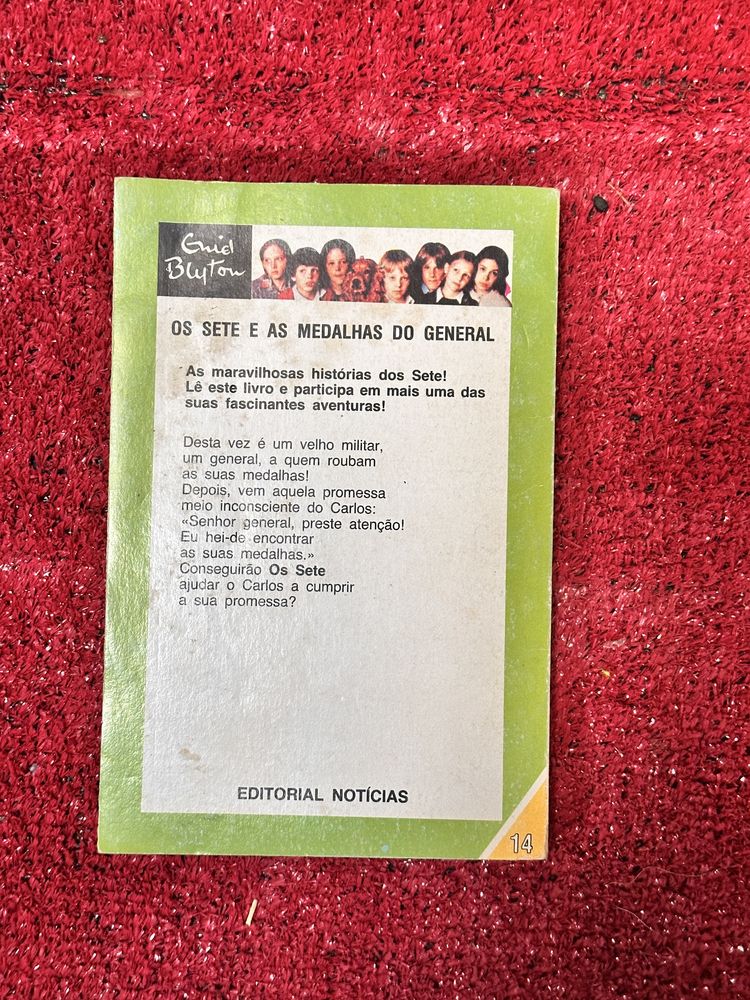 Enid
Blyton
OS SETE E AS MEDALHAS DO GENERAL
As maravilhosas histórias dos Sete!
Lê este livro e participa em mais uma das
suas fascinantes aventuras!
Desta vez é um velho militar,
um general, a quem roubam
as suas medalhas!
Depois, vem aquela promessa
meio inconsciente do Carlos:
«Senhor general, preste atenção!
Eu hei-de encontrar
as suas medalhas.»
Conseguirão Os Sete
ajudar o Carlos a cumprir
a sua promessa?
EDITORIAL NOTÍCIAS
14